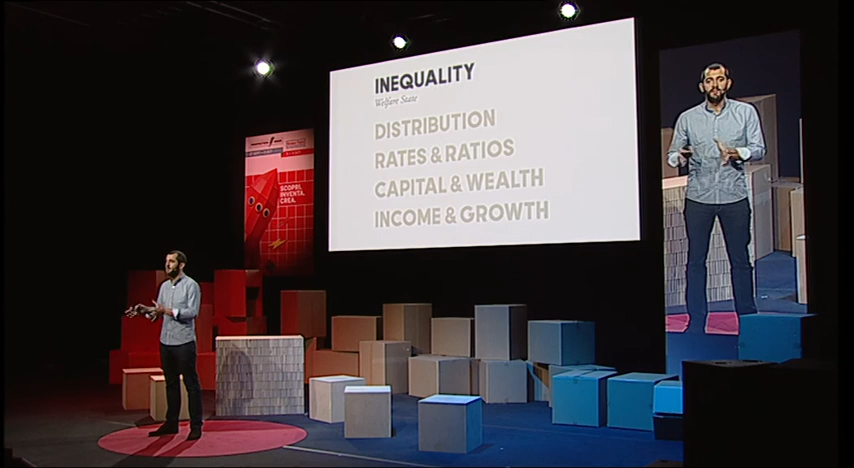 INEQUALITY
Welfare State
DISTRIBUTION
RATES & RATIOS
CAPITAL & WEALTH
INCOME & GROWTH
SCOPRI.
INVENTA.
CREA.